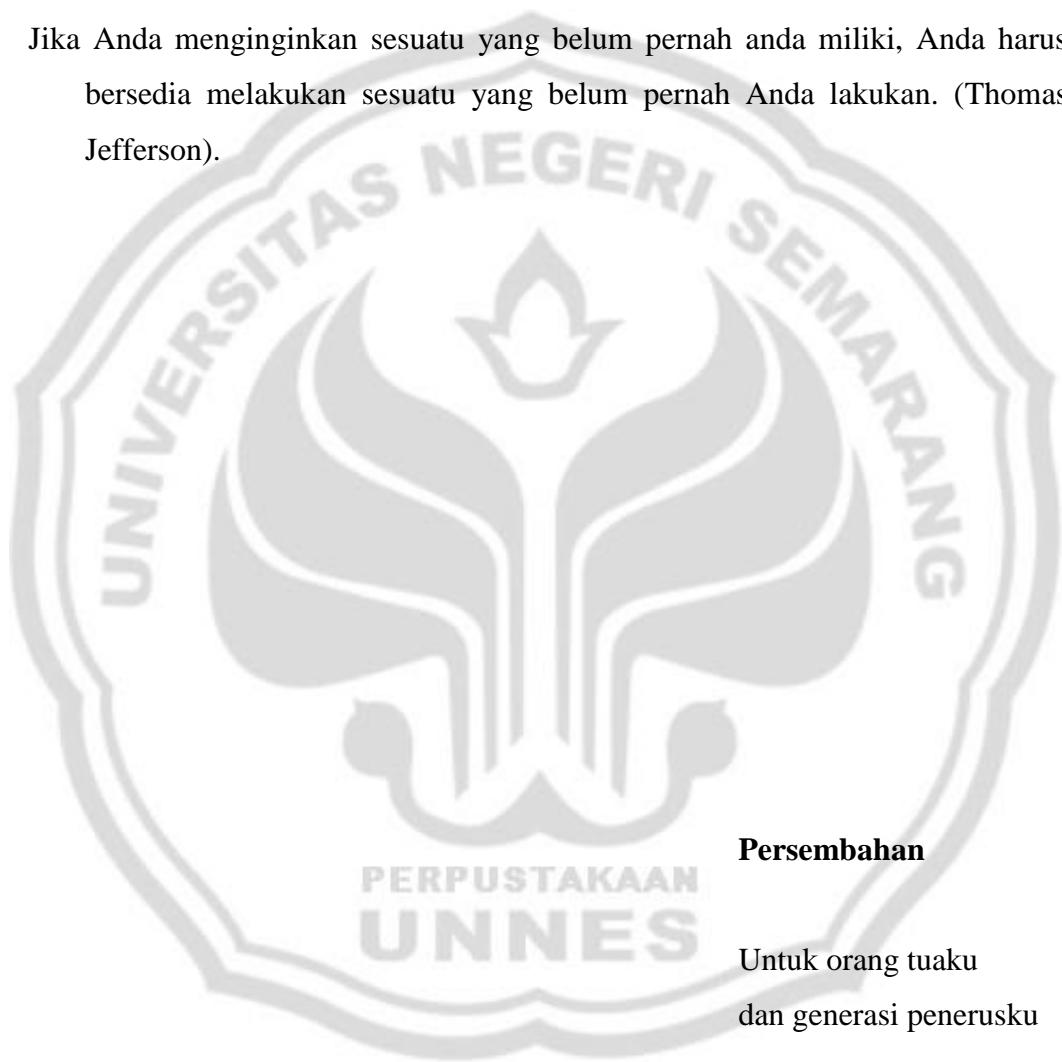 Jika Anda menginginkan sesuatu yang belum pernah anda miliki, Anda harus
bersedia melakukan sesuatu yang belum pernah Anda lakukan. (Thomas
Jefferson).
UNIVERSITAS NEGERI SEMARANG
Persembahan
PERPUSTAKAAN
UNNES
Untuk orang tuaku
dan generasi penerusku